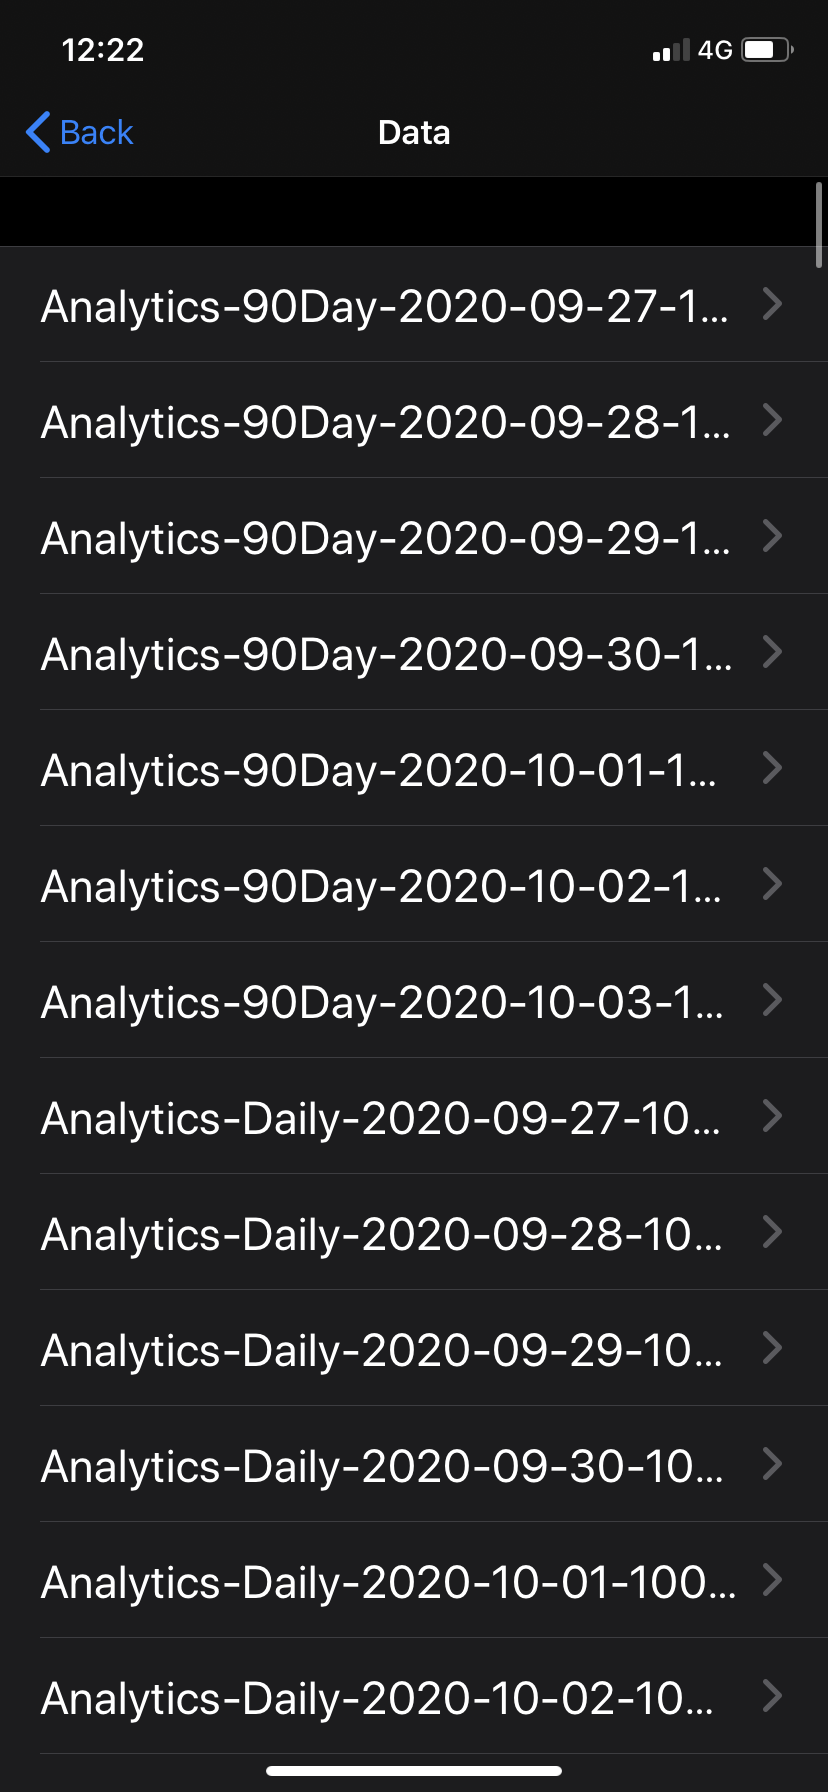 12:22
4G
Back
Data
Analytics-90Day-2020-09-27-1...
Analytics-90Day-2020-09-28-1...
Analytics-90Day-2020-09-29-1...
Analytics-90Day-2020-09-30-1...
Analytics-90Day-2020-10-01-1...
Analytics-90Day-2020-10-02-1...
Analytics-90Day-2020-10-03-1...
Analytics-Daily-2020-09-27-10...
Analytics-Daily-2020-09-28-10...
Analytics-Daily-2020-09-29-10...
Analytics-Daily-2020-09-30-10...
Analytics-Daily-2020-10-01-100...
Analytics-Daily-2020-10-02-10...